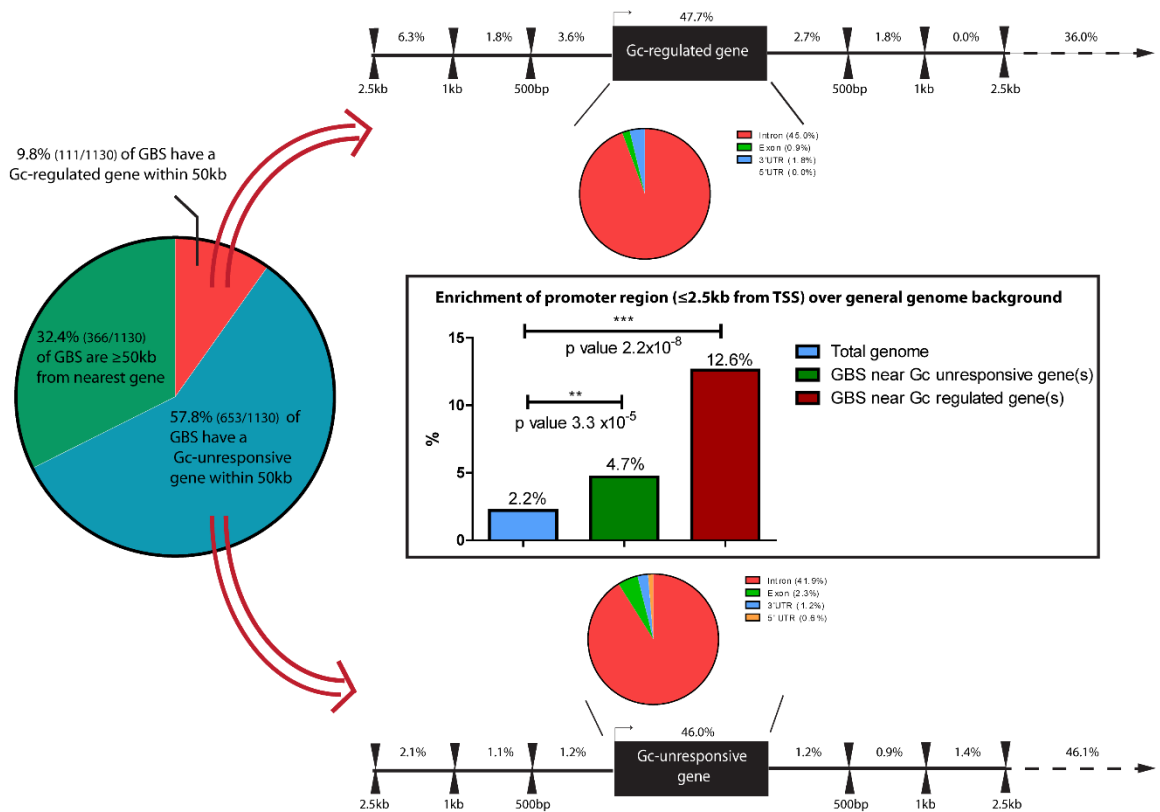 6.3%
1.8%
3.6%
47.7%
2.7%
1.8%
0.0%
36.0%
Gc-regulated gene
2.5kb
1kb
500bp
500bp
1kb
2.5kb
Intron (45.0%)
Exon (0.9%)
3'UTR (1.8%)
5'UTR (0.0%)
9.8% (111/1130) of GBS have a
Gc-regulated gene within 50kb
32.4% (366/1130)
of GBS are ≥50kb
from nearest gene
57.8% (653/1130) of
GBS have a
Gc-unresponsive
gene within 50kb
Enrichment of promoter region (≤2.5kb from TSS) over general genome background
15
10
5
0
%
***
p value 2.2x10-8
**
p value 3.3 x10-5
2.2%
4.7%
12.6%
Total genome
GBS near Gc unresponsive gene(s)
GBS near Gc regulated gene(s)
Intron (41.9%)
Exon (2.3%)
3'UTR (1.2%)
5' UTR (0.6%)
2.1%
1.1%
1.2%
46.0%
1.2%
0.9%
1.4%
46.1%
Gc-unresponsive
gene
2.5kb
1kb
500bp
500bp
1kb
2.5kb